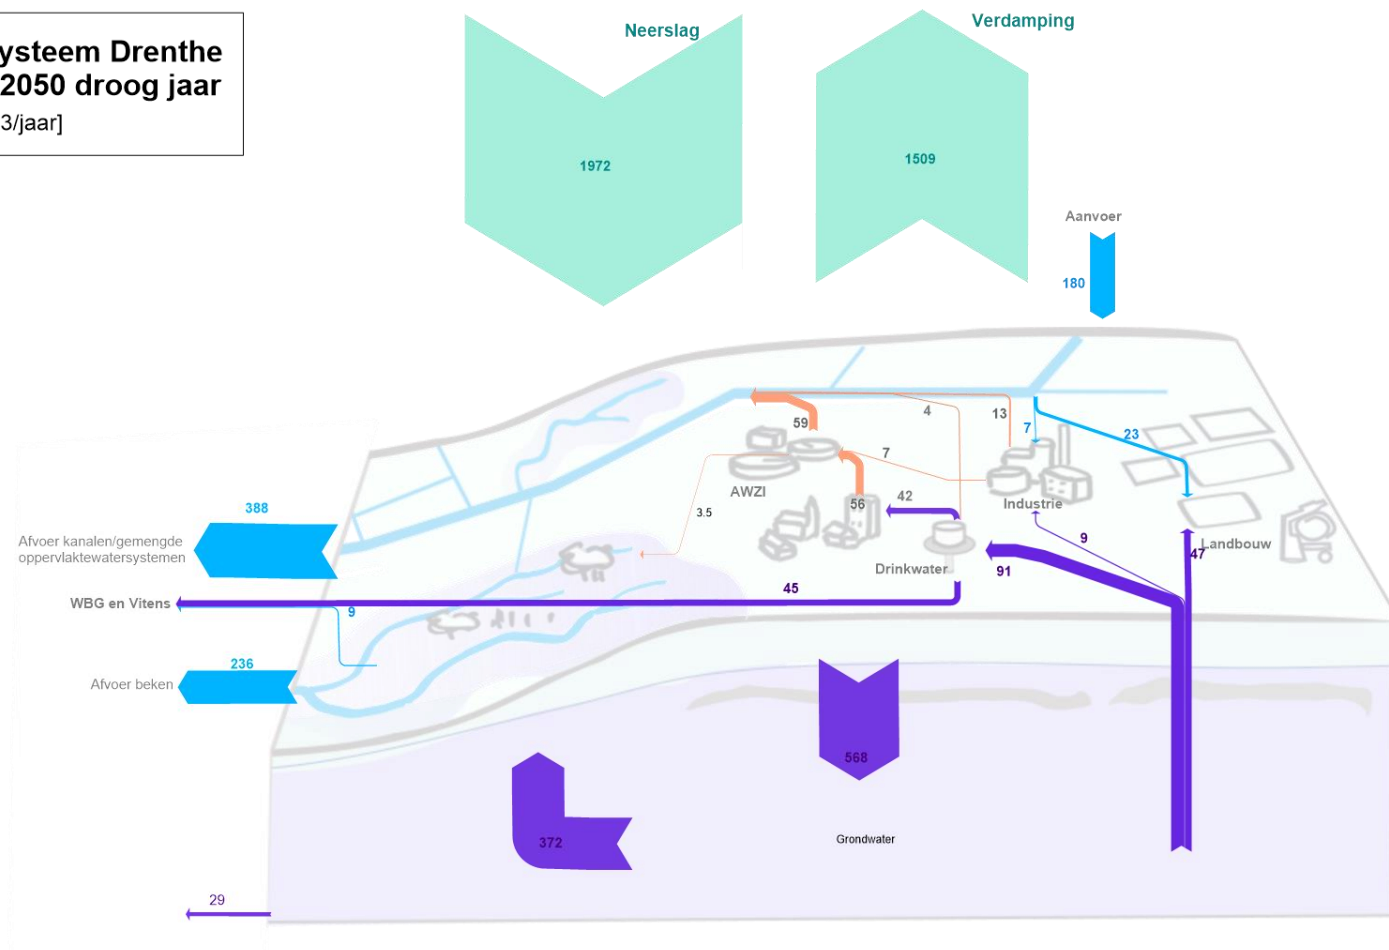 ysteem Drenthe
2050 droog jaar
3/jaar]
Neerslag
1972
Verdamping
1509
Aanvoer
180
59
4
13
7
23
7
AWZI
3.5
56
42
Industrie
388
Afvoer kanalen/gemengde
oppervlaktewatersystemen
9
47
Landbouw
Drinkwater
91
WBG en Vitens
45
9
236
Afvoer beken
568
372
Grondwater
29